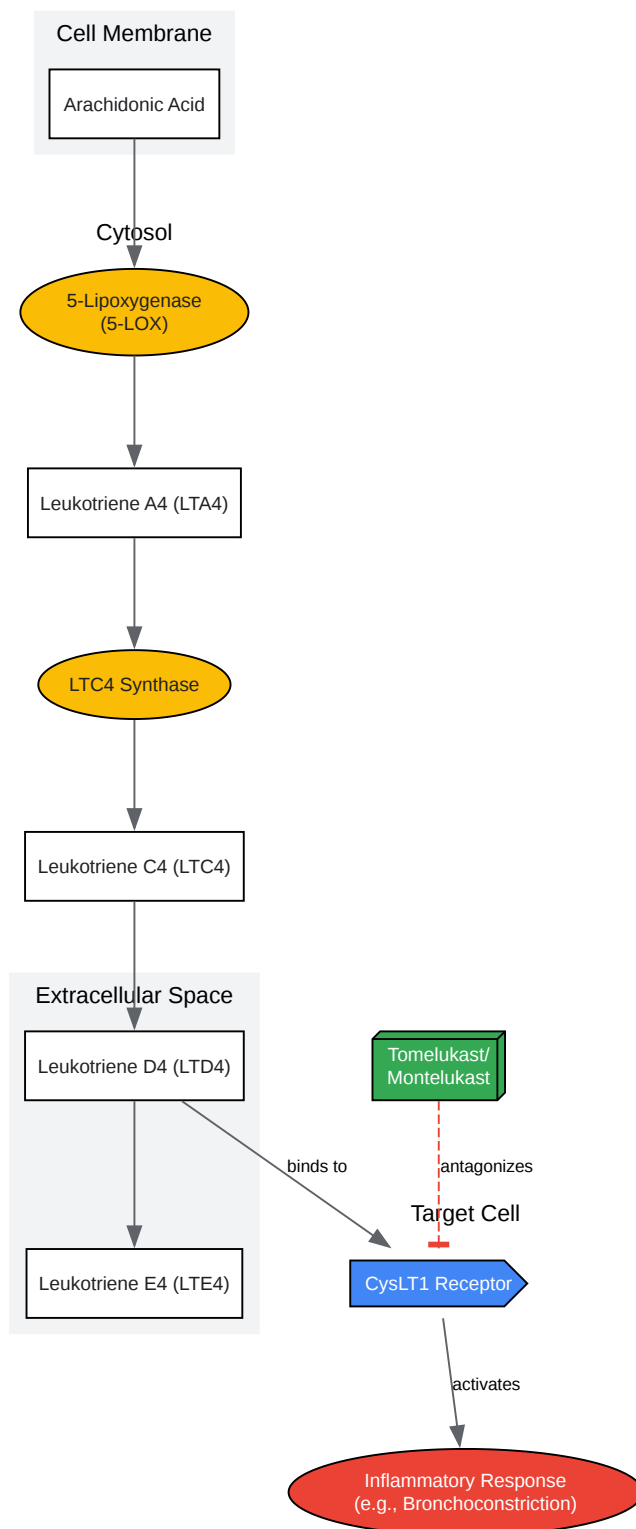 Cell Membrane
Arachidonic Acid
Cytosol
5-Lipoxygenase
(5-LOX)
Leukotriene A4 (LTA4)
LTC4 Synthase
Leukotriene C4 (LTC4)
Extracellular Space
Leukotriene D4 (LTD4)
Tomelukast/
Montelukast
binds to
antagonizes
Target Cell
Leukotriene E4 (LTE4)
CysLT1 Receptor
activates
Inflammatory Response
(e.g., Bronchoconstriction)